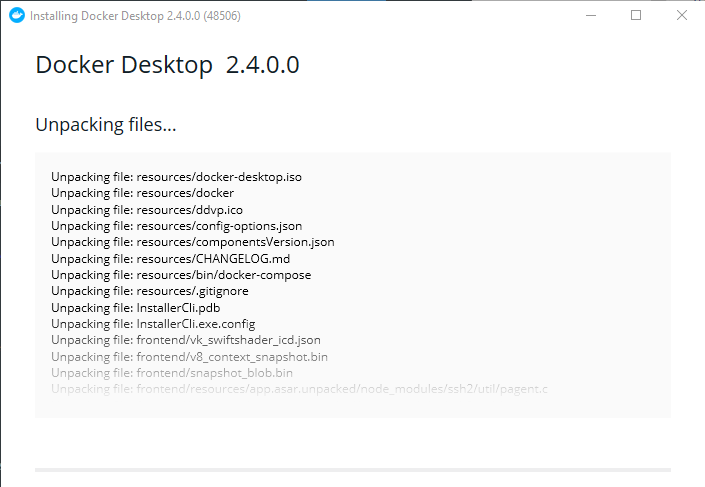 Installing Docker Desktop 2.4.0.0 (48506)
Docker Desktop 2.4.0.0
Unpacking files...
Unpacking file: resources/docker-desktop.iso
Unpacking file: resources/docker
Unpacking file: resources/ddvp.ico
Unpacking file: resources/config-options.json
Unpacking file: resources/componentsVersion.json
Unpacking file: resources/CHANGELOG.md
Unpacking file: resources/bin/docker-compose
Unpacking file: resources/.gitignore
Unpacking file: InstallerCli.pdb
Unpacking file: InstallerCli.exe.config
Unpacking file: frontend/vk_swiftshader_icd.json
Unpacking file: frontend/v8_context_snapshot.bin
Unpacking file: frontend/snapshot_blob.bin
Unpacking file: frontend/resources/app.asar.unpacked/node_modules/ssh2/util/pagent.c